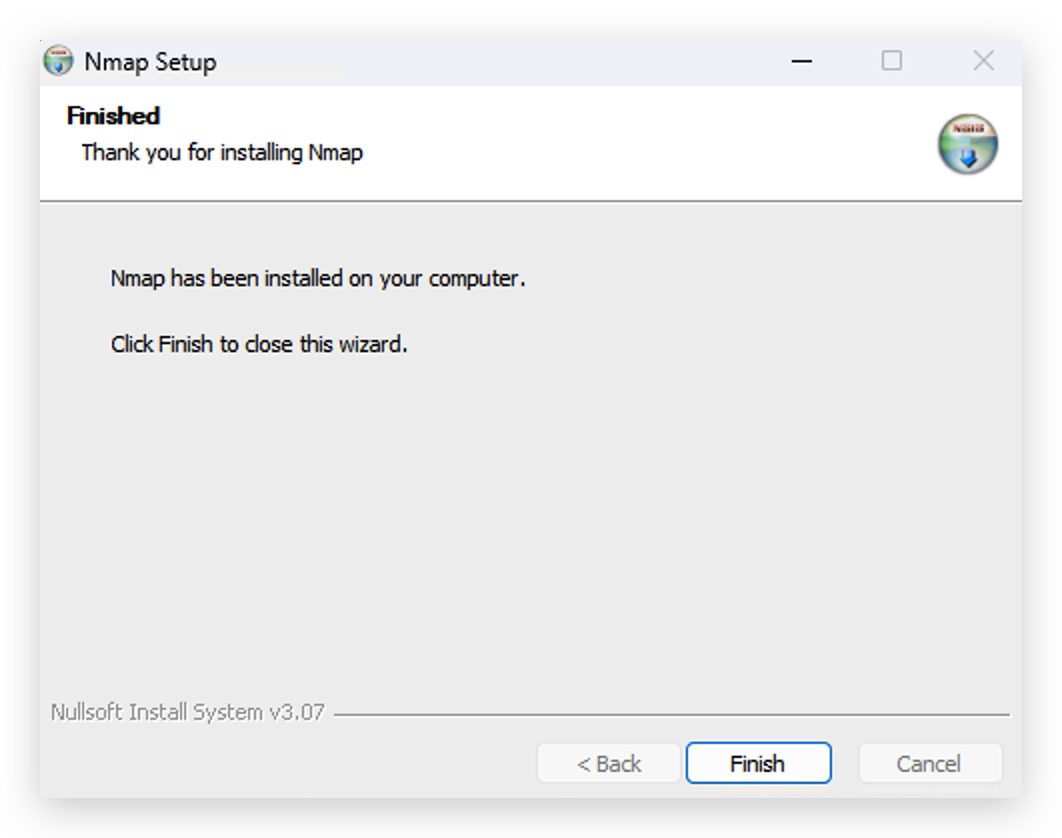 Nmap Setup
Finished
Thank you for installing Nmap
NSIS
Nmap has been installed on your computer.
Click Finish to close this wizard.
Nullsoft Install System v3.07
< Back
Finish
Cancel